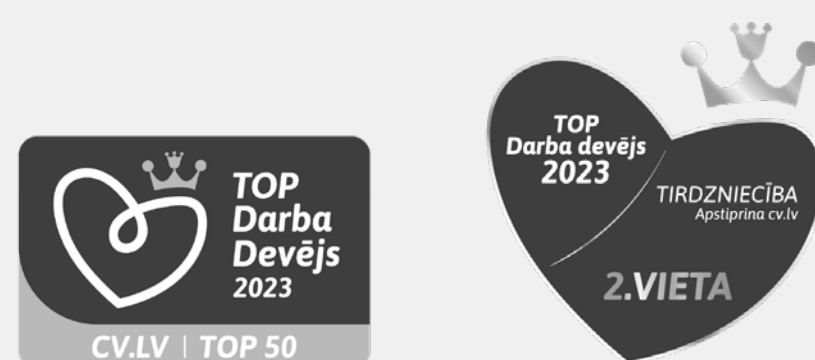 TOP
Darba
Devējs
2023
CV.LV | TOP 50
TOP
Darba devējs
2023
TIRDZNIECĪBA
Apstiprina cv.lv
2.VIETA